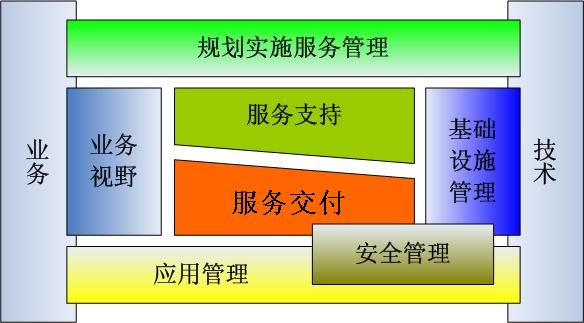 规划实施服务管理
业务
业务
视野
服务支持
服务交付
基础
设施
管理
技术
安全管理
应用管理